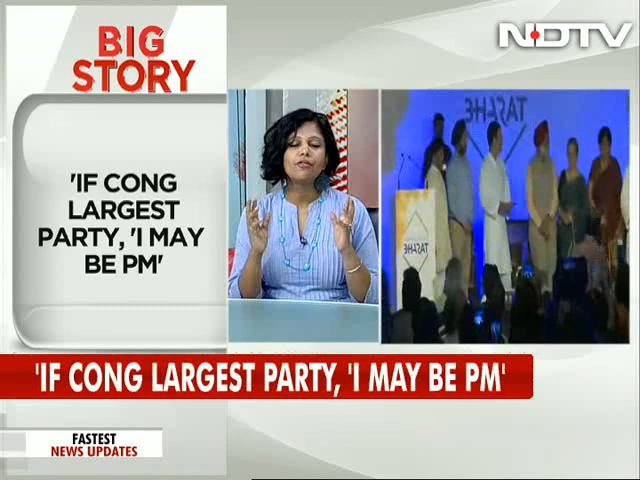 BIG
STORY
NDTV
'IF CONG
LARGEST
PARTY, 'I MAY
BE PM'
'IF CONG LARGEST PARTY, 'I MAY BE PM'
FASTEST
NEWS UPDATES